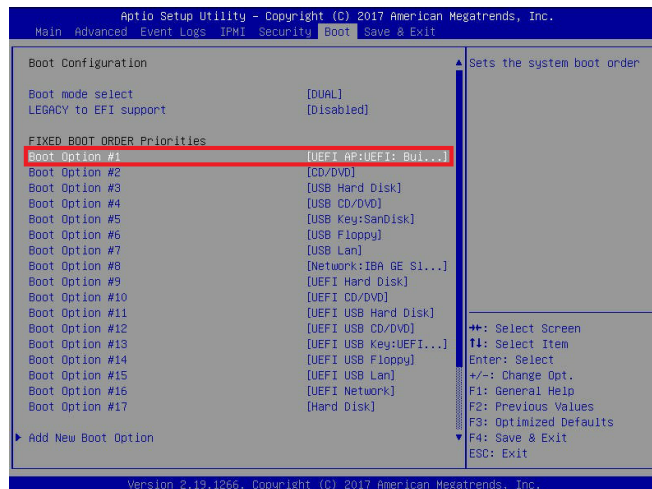 Aptio Setup Utility – Copyright (C) 2017 American Megatrends, Inc.
Main Advanced Event Logs IPMI Security Boot Save & Exit
Boot Configuration
Sets the system boot order
Boot mode select [DUAL]
LEGACY to EFI support [Disabled]
FIXED BOOT ORDER Priorities
Boot Option #1 [UEFI AP:UEFI: Bui...]
Boot Option #2 [CD/DVD]
Boot Option #3 [USB Hard Disk]
Boot Option #4 [USB CD/DVD]
Boot Option #5 [USB Key:SanDisk]
Boot Option #6 [USB Floppy]
Boot Option #7 [USB Lan]
Boot Option #8 [Network:IBA GE Sl...]
Boot Option #9 [UEFI Hard Disk]
Boot Option #10 [UEFI CD/DVD]
Boot Option #11 [UEFI USB Hard Disk]
Boot Option #12 [UEFI USB CD/DVD]
Boot Option #13 [UEFI USB Key:UEFI...]
Boot Option #14 [UEFI USB Floppy]
Boot Option #15 [UEFI USB Lan]
Boot Option #16 [UEFI Network]
Boot Option #17 [Hard Disk]
Add New Boot Option
→←: Select Screen
↑↓: Select Item
Enter: Select
+/-: Change Opt.
F1: General Help
F2: Previous Values
F3: Optimized Defaults
F4: Save & Exit
ESC: Exit
Version 2.19.1266. Copyright (C) 2017 American Megatrends, Inc.